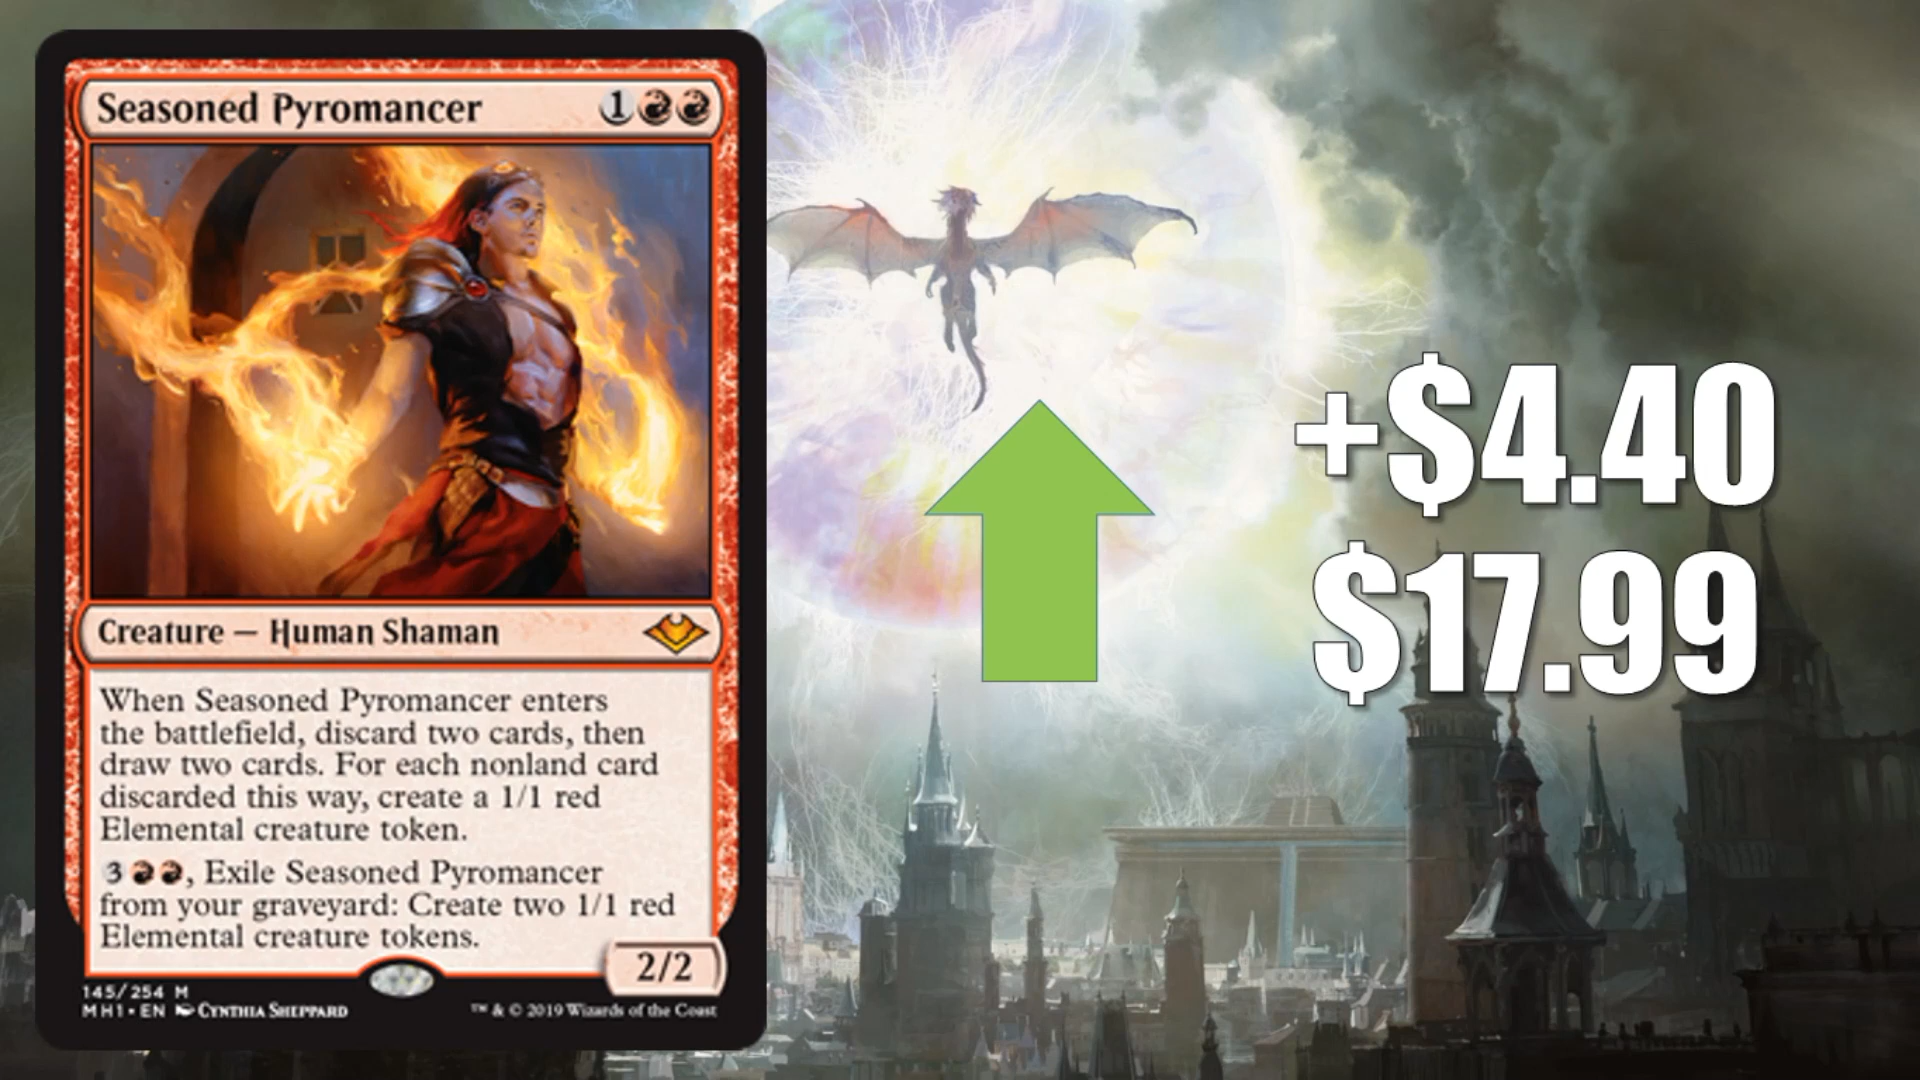 Seasoned Pyromancer 1
Creature — Human Shaman
When Seasoned Pyromancer enters
the battlefield, discard two cards, then
draw two cards. For each nonland card
discarded this way, create a 1/1 red
Elemental creature token.
3, Exile Seasoned Pyromancer
from your graveyard: Create two 1/1 red
Elemental creature tokens.
2/2
145/254 M
MH1 • EN Cynthia Sheppard
™ & © 2019 Wizards of the Coast
+$4.40
$17.99